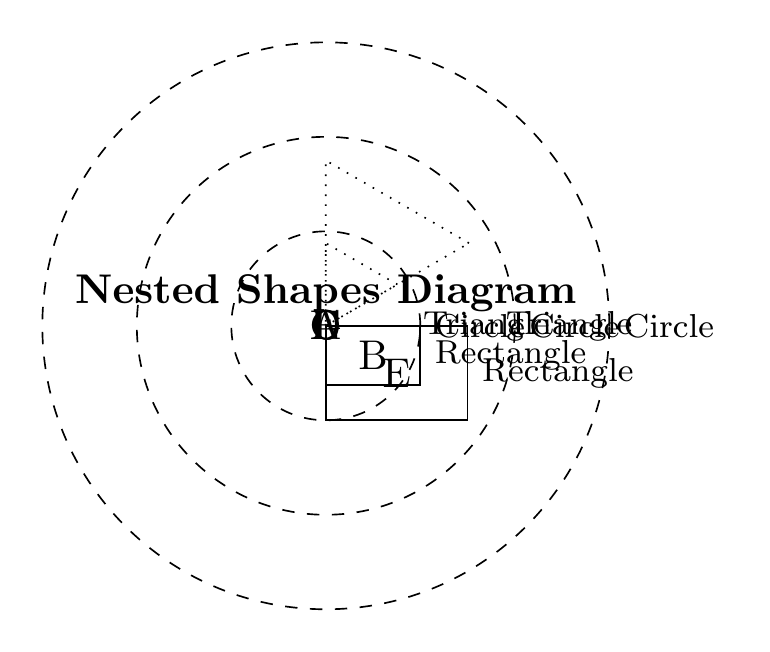 Nested Shapes Diagram
Triangle
Triangle
Circle
Circle
Circle
B
Rectangle
E
Rectangle